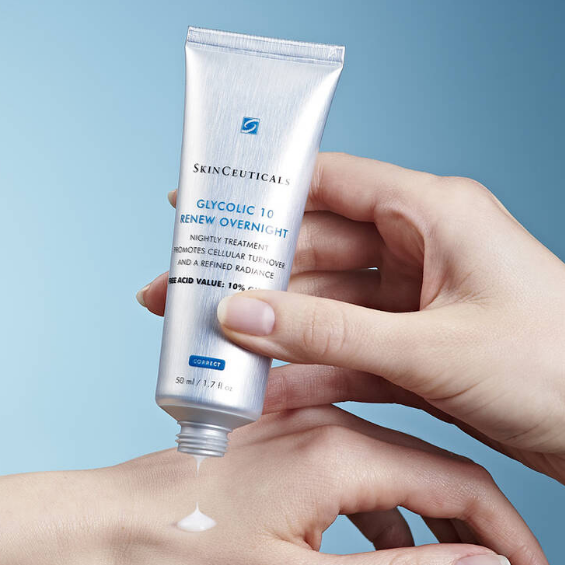 SKINCEUTICALS
GLYCOLIC 10
RENEW OVERNIGHT
NIGHTLY TREATMENT
PROMOTES CELLULAR TURNOVER
AND A REFINED RADIANCE
ACID VALUE: 10%
CORRECT
50 ml / 1.7 fl oz